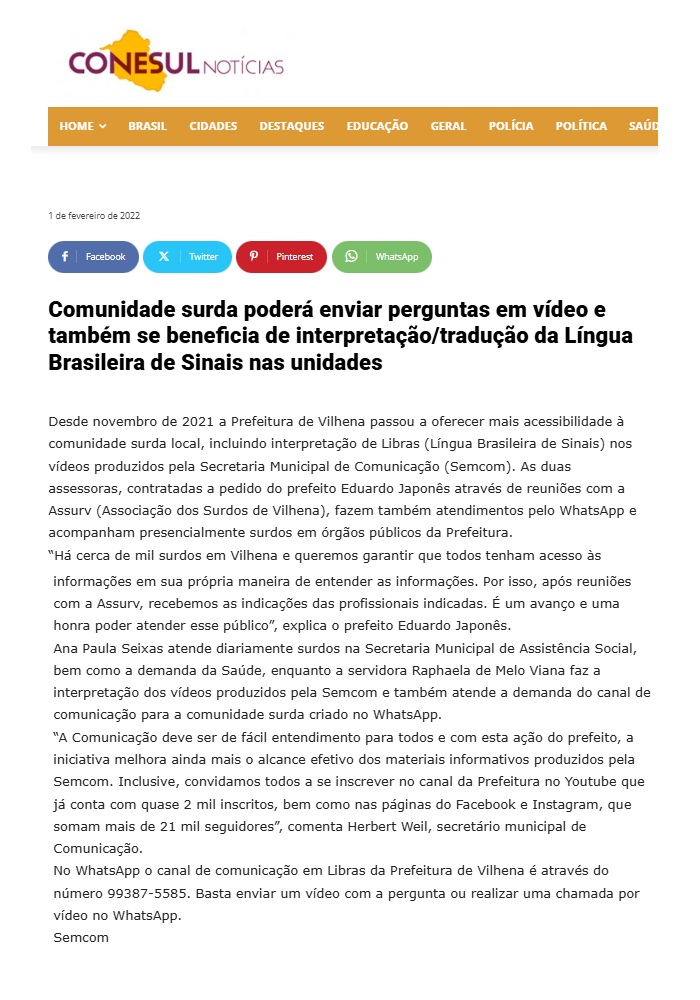 CONESUL NOTÍCIAS
HOME BRASIL CIDADES DESTAQUES EDUCAÇÃO GERAL POLÍCIA POLÍTICA SAÚD
1 de fevereiro de 2022
Facebook Twitter Pinterest WhatsApp
Comunidade surda poderá enviar perguntas em vídeo e
também se beneficia de interpretação/tradução da Língua
Brasileira de Sinais nas unidades
Desde novembro de 2021 a Prefeitura de Vilhena passou a oferecer mais acessibilidade à
comunidade surda local, incluindo interpretação de Libras (Língua Brasileira de Sinais) nos
vídeos produzidos pela Secretaria Municipal de Comunicação (Semcom). As duas
assessoras, contratadas a pedido do prefeito Eduardo Japonês através de reuniões com a
Assurv (Associação dos Surdos de Vilhena), fazem também atendimentos pelo WhatsApp e
acompanham presencialmente surdos em órgãos públicos da Prefeitura.
“Há cerca de mil surdos em Vilhena e queremos garantir que todos tenham acesso às
informações em sua própria maneira de entender as informações. Por isso, após reuniões
com a Assurv, recebemos as indicações das profissionais indicadas. É um avanço e uma
honra poder atender esse público”, explica o prefeito Eduardo Japonês.
Ana Paula Seixas atende diariamente surdos na Secretaria Municipal de Assistência Social,
bem como a demanda da Saúde, enquanto a servidora Raphaela de Melo Viana faz a
interpretação dos vídeos produzidos pela Semcom e também atende a demanda do canal de
comunicação para a comunidade surda criado no WhatsApp.
“A Comunicação deve ser de fácil entendimento para todos e com esta ação do prefeito, a
iniciativa melhora ainda mais o alcance efetivo dos materiais informativos produzidos pela
Semcom. Inclusive, convidamos todos a se inscrever no canal da Prefeitura no Youtube que
já conta com quase 2 mil inscritos, bem como nas páginas do Facebook e Instagram, que
somam mais de 21 mil seguidores”, comenta Herbert Weil, secretário municipal de
Comunicação.
No WhatsApp o canal de comunicação em Libras da Prefeitura de Vilhena é através do
número 99387-5585. Basta enviar um vídeo com a pergunta ou realizar uma chamada por
vídeo no WhatsApp.
Semcom